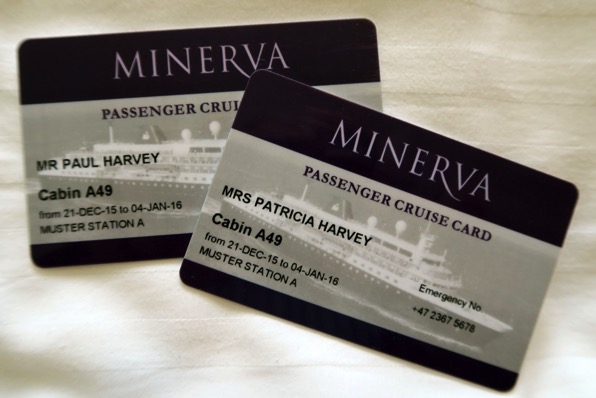 MINERVA
PASSENGER CRUI
MR PAUL HARVEY
Cabin A49
from 21-DEC-15 to 04-JAN-16
MUSTER STATION A
MINERVA
PASSENGER CRUISE CARD
MRS PATRICIA HARVEY
Cabin A49
from 21-DEC-15 to 04-JAN-16
MUSTER STATION A
Emergency No
+47 2367 5678